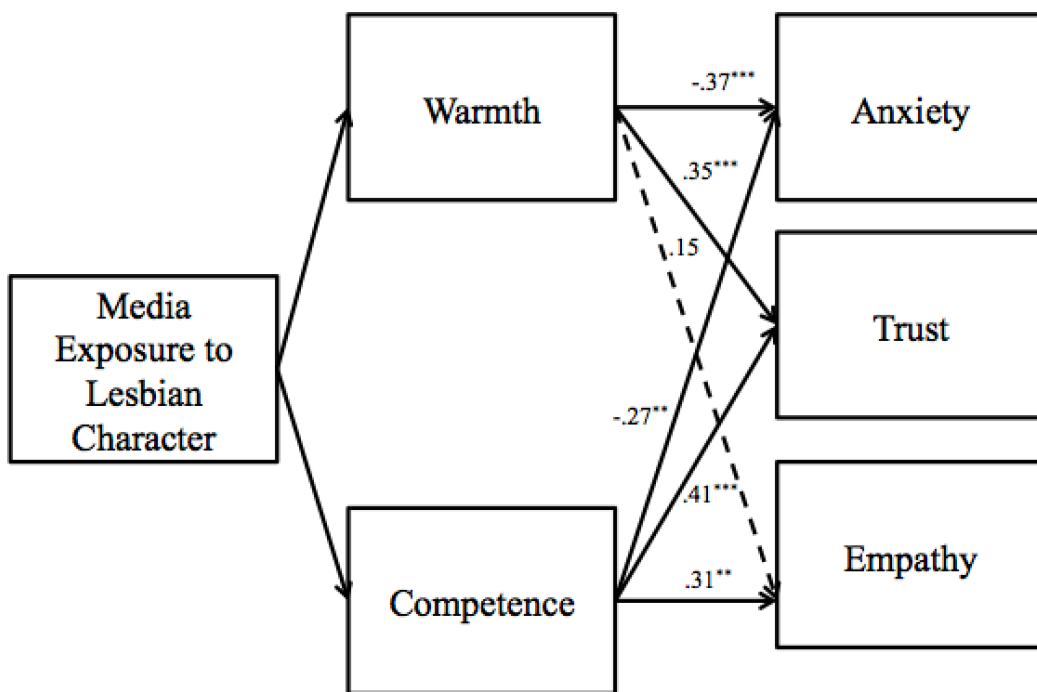 Warmth
-.37***
Anxiety
.35***
.15
Media
Exposure to
Lesbian
Character
Trust
-.27**
.41***
Competence
.31**
Empathy